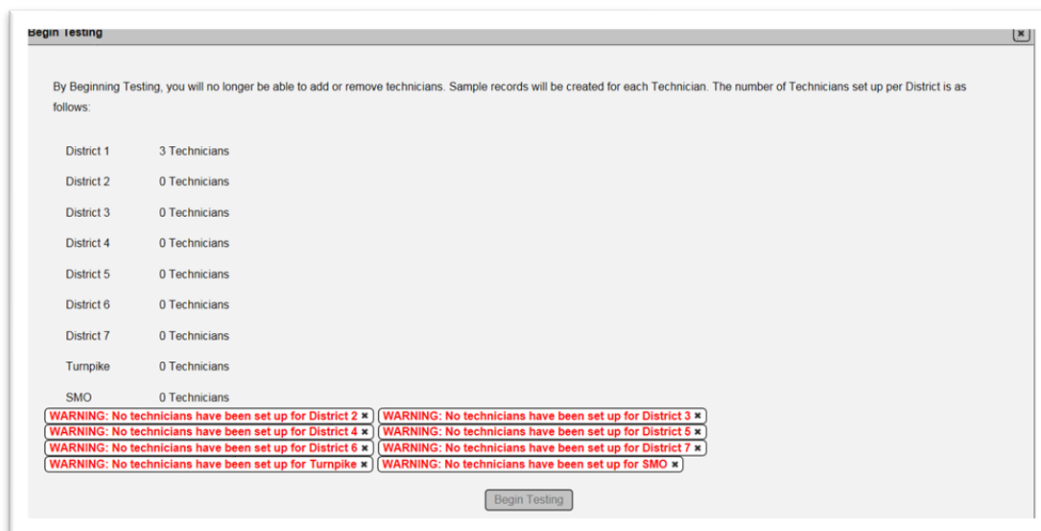 Begin Testing
By Beginning Testing, you will no longer be able to add or remove technicians. Sample records will be created for each Technician. The number of Technicians set up per District is as
follows:
District 1 3 Technicians
District 2 0 Technicians
District 3 0 Technicians
District 4 0 Technicians
District 5 0 Technicians
District 6 0 Technicians
District 7 0 Technicians
Turnpike 0 Technicians
SMO 0 Technicians
WARNING: No technicians have been set up for District 2 × WARNING: No technicians have been set up for District 3 ×
WARNING: No technicians have been set up for District 4 × WARNING: No technicians have been set up for District 5 ×
WARNING: No technicians have been set up for District 6 × WARNING: No technicians have been set up for District 7 ×
WARNING: No technicians have been set up for Turnpike × WARNING: No technicians have been set up for SMO ×
Begin Testing